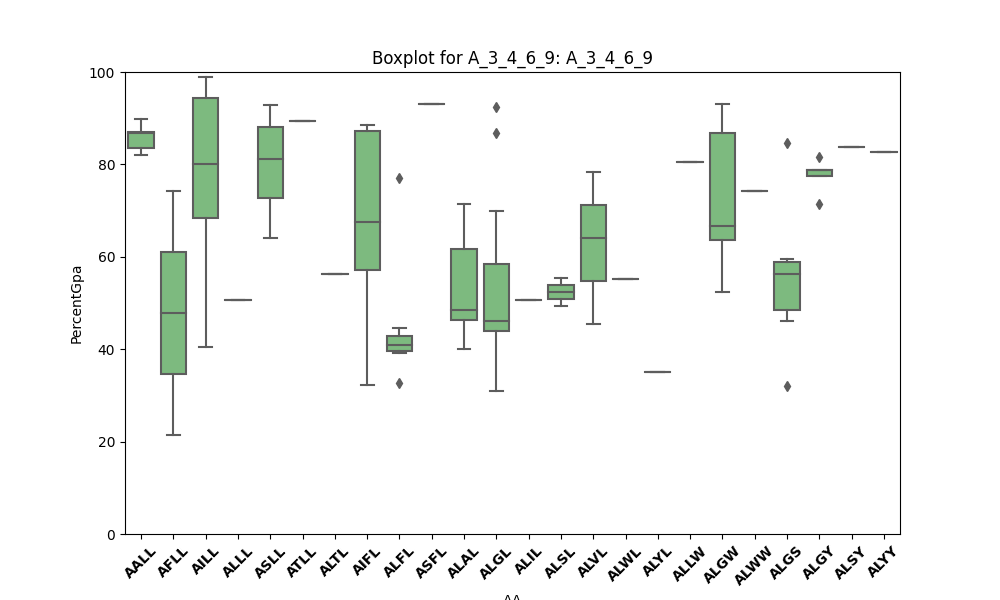 Boxplot for A_3_4_6_9: A_3_4_6_9
100
80
60
40
20
0
PercentGpa
AALL AFLL AILL ALLL ASLL ATLL ALTL AIFL ALFL ASFL ALAL ALGL ALIL ALSL ALVL ALWL ALYL ALLW ALGW ALWW ALGS ALGY ALSY ALYY
AA